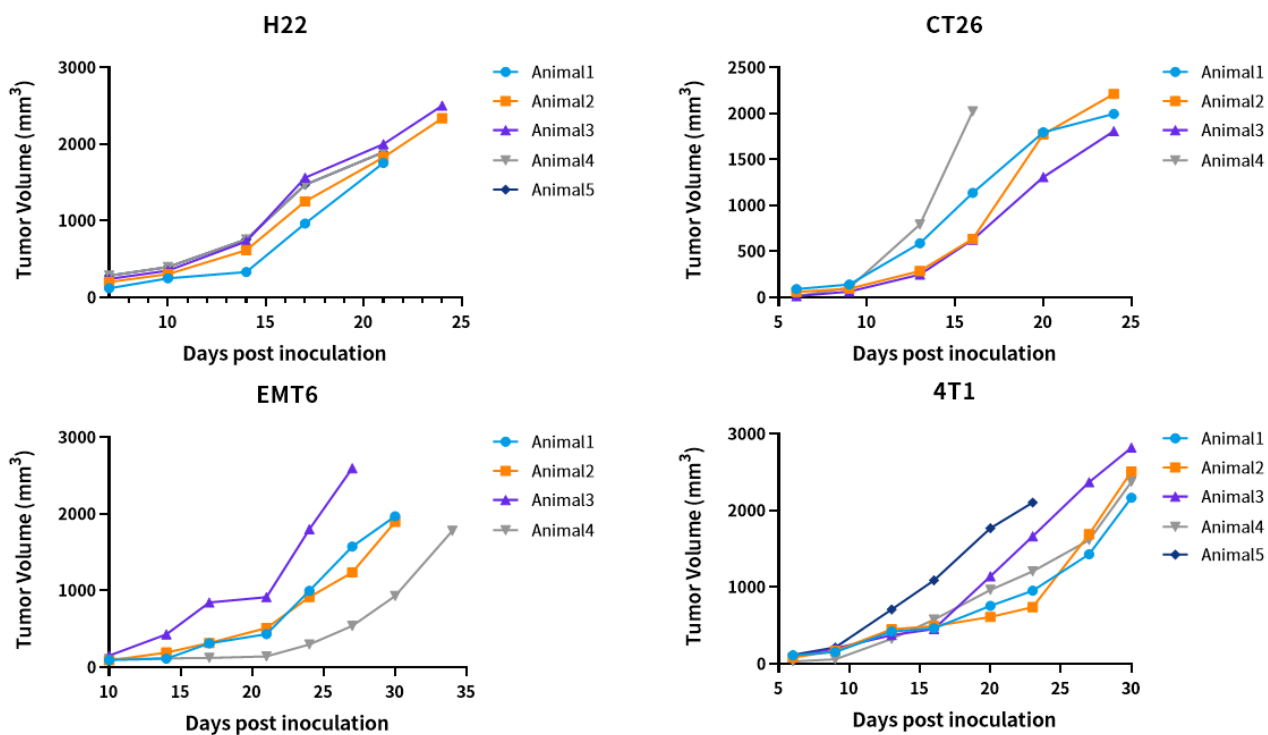 H22
Tumor Volume (mm³)
3000
2000
1000
0
10
15
20
25
Days post inoculation
Animal1
Animal2
Animal3
Animal4
Animal5
CT26
Tumor Volume (mm³)
2500
2000
1500
1000
500
0
5
10
15
20
25
Days post inoculation
Animal1
Animal2
Animal3
Animal4
EMT6
Tumor Volume (mm³)
3000
2000
1000
0
10
15
20
25
30
35
Days post inoculation
Animal1
Animal2
Animal3
Animal4
4T1
Tumor Volume (mm³)
3000
2000
1000
0
5
10
15
20
25
30
Days post inoculation
Animal1
Animal2
Animal3
Animal4
Animal5